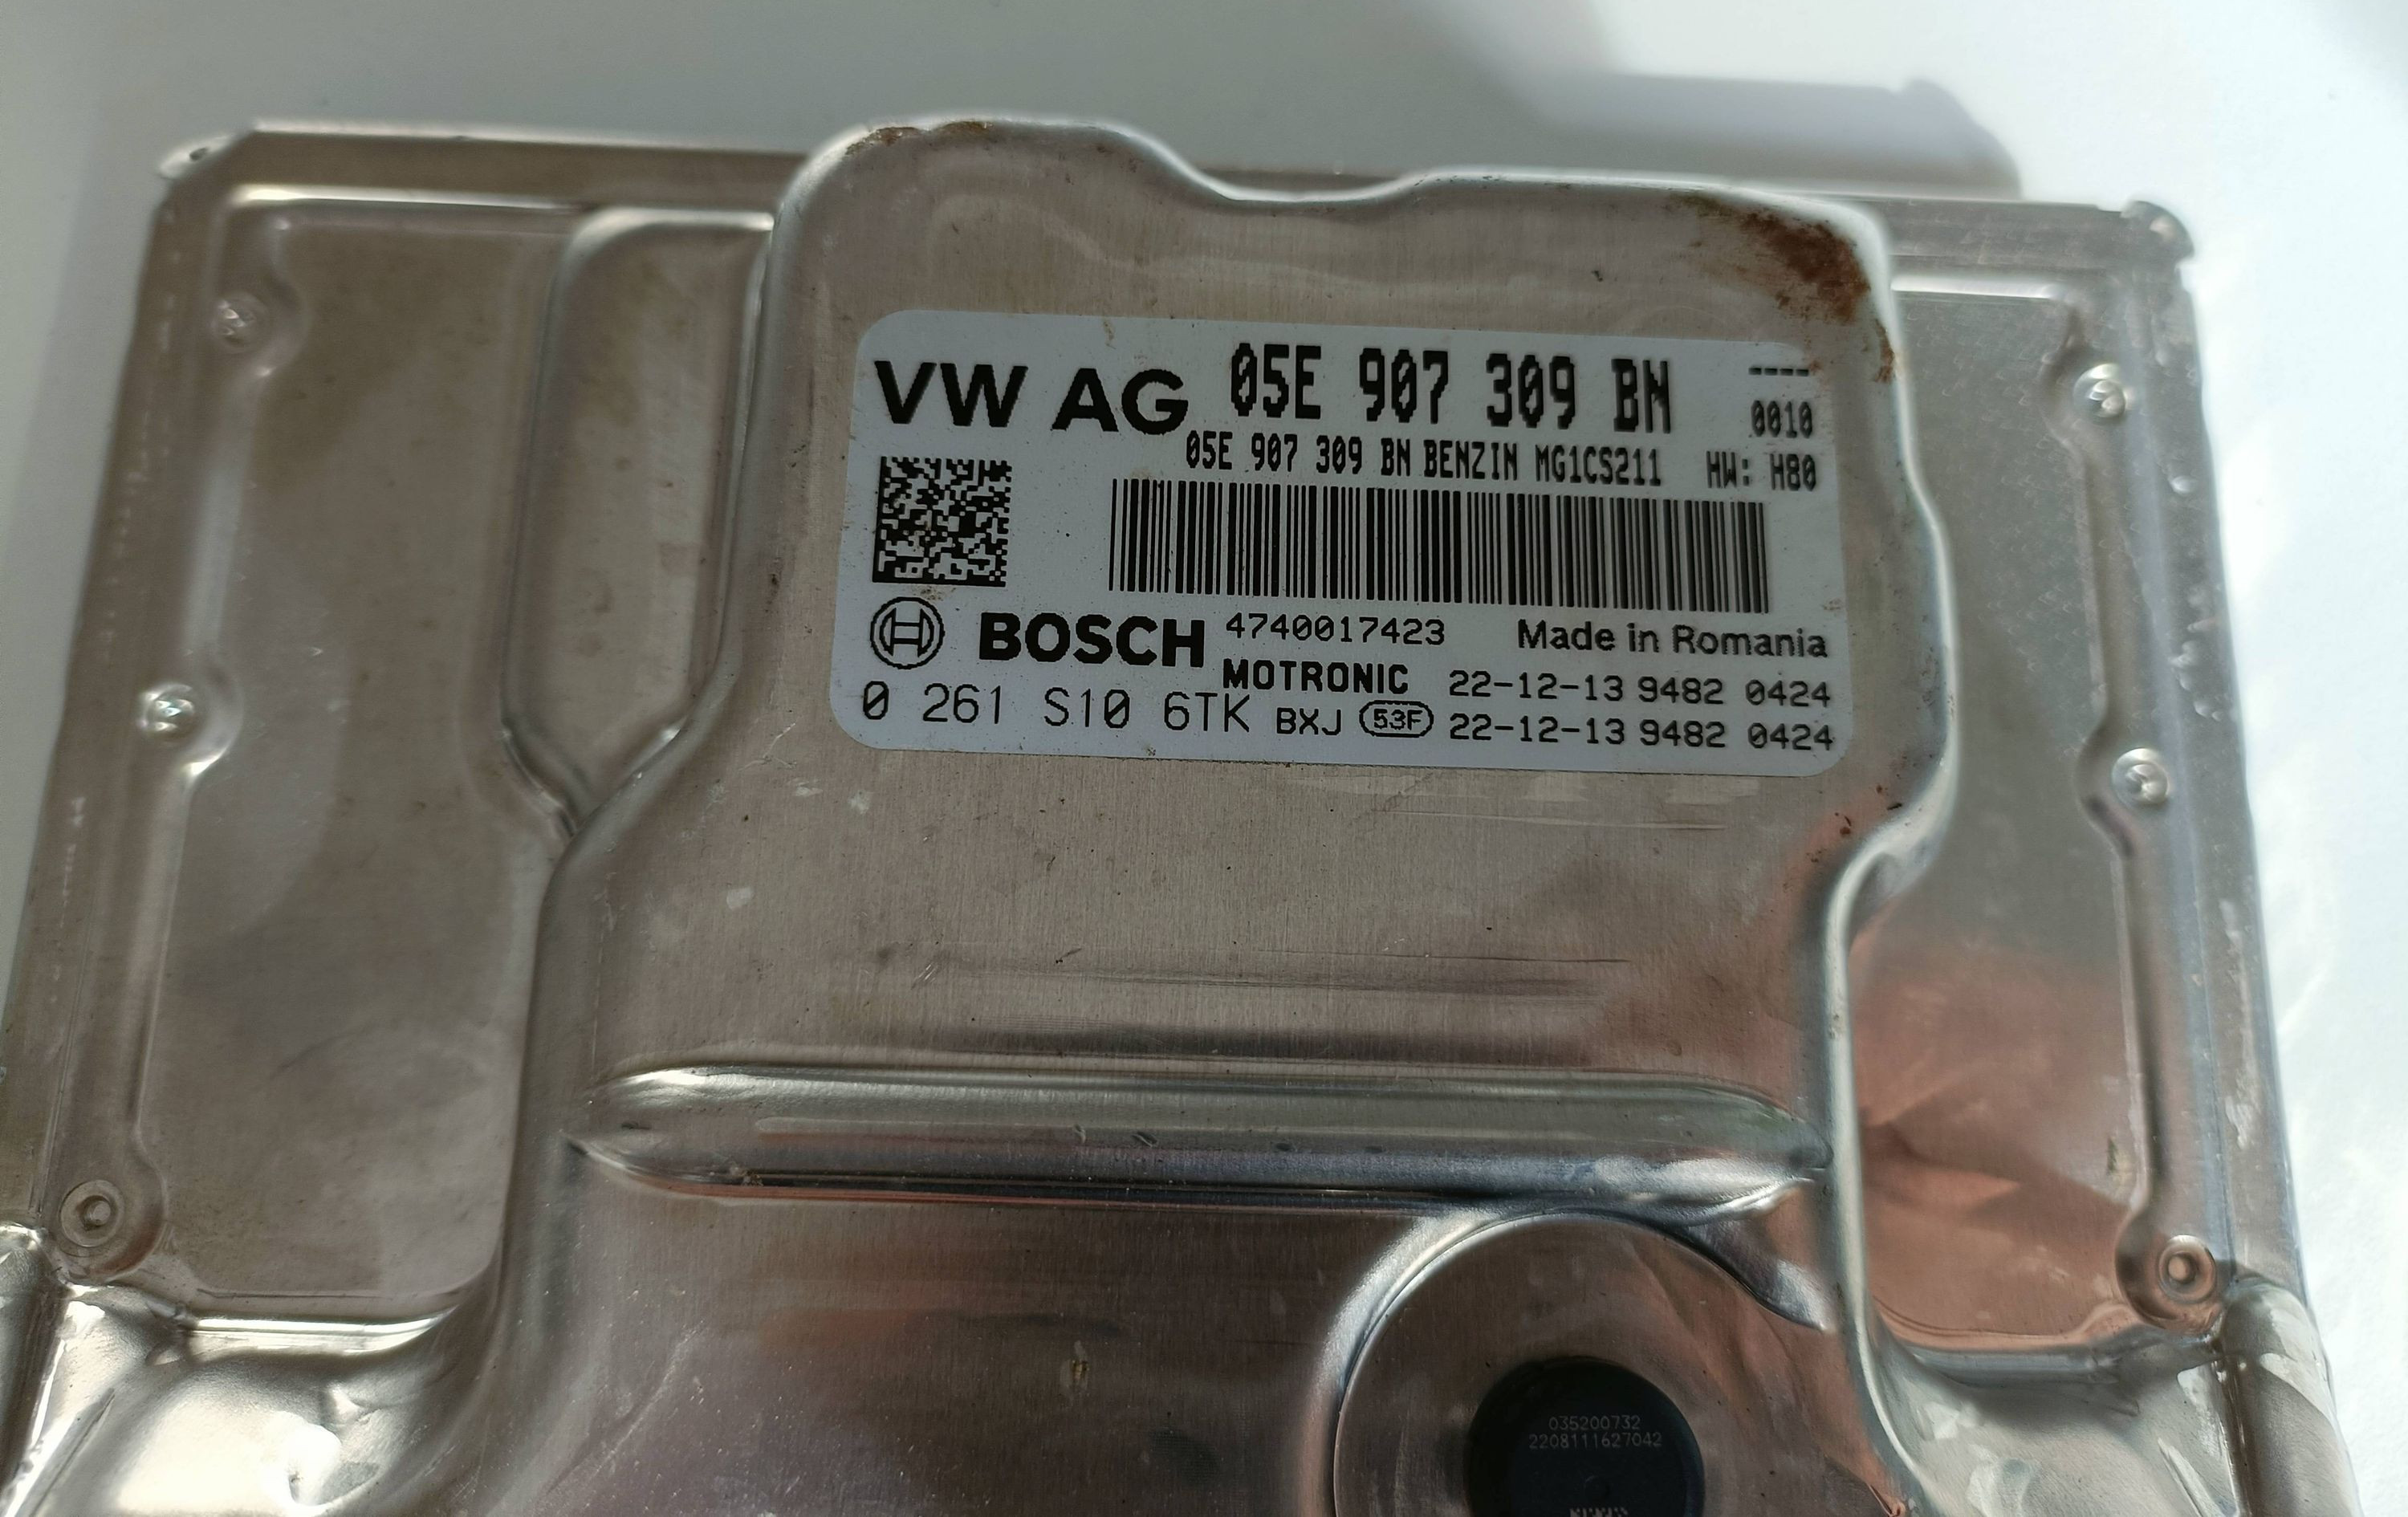 VW AG 05E 907 309 BN ----
0010
05E 907 309 BN BENZIN MG1CS211 HW: H80
BOSCH 4740017423 Made in Romania
MOTRONIC 22-12-13 9482 0424
0 261 S10 6TK BXJ 53F 22-12-13 9482 0424
035200732
2208111627042